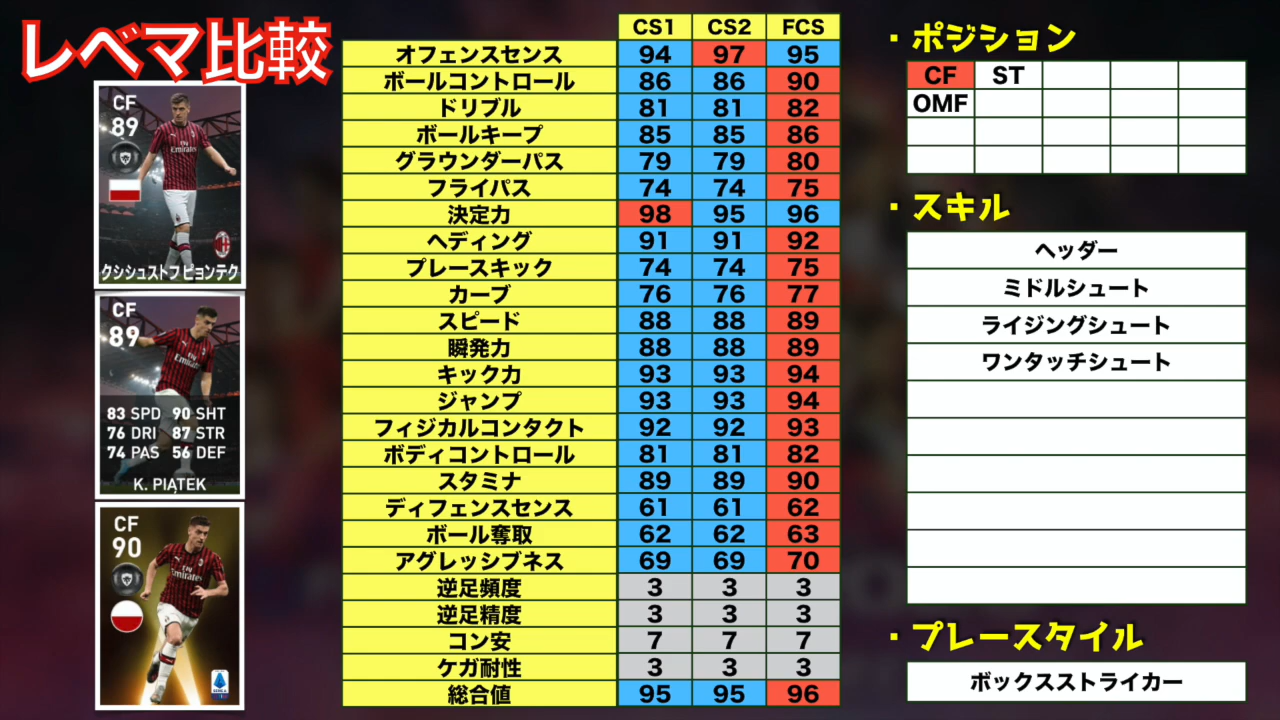 レベマ比較
CF
89
クシシュストフ ピョンテク
CF
89
83 SPD 90 SHT
76 DRI 87 STR
74 PAS 56 DEF
K. PIĄTEK
CF
90
CS1 CS2 FCS
オフェンスセンス 94 97 95
ボールコントロール 86 86 90
ドリブル 81 81 82
ボールキープ 85 85 86
グラウンダーパス 79 79 80
フライパス 74 74 75
決定力 98 95 96
ヘディング 91 91 92
プレースキック 74 74 75
カーブ 76 76 77
スピード 88 88 89
瞬発力 88 88 89
キック力 93 93 94
ジャンプ 93 93 94
フィジカルコンタクト 92 92 93
ボディコントロール 81 81 82
スタミナ 89 89 90
ディフェンスセンス 61 61 62
ボール奪取 62 62 63
アグレッシブネス 69 69 70
逆足頻度 3 3 3
逆足精度 3 3 3
コン安 7 7 7
ケガ耐性 3 3 3
総合値 95 95 96
・ポジション
CF ST
OMF
・スキル
ヘッダー
ミドルシュート
ライジングシュート
ワンタッチシュート
・プレースタイル
ボックスストライカー